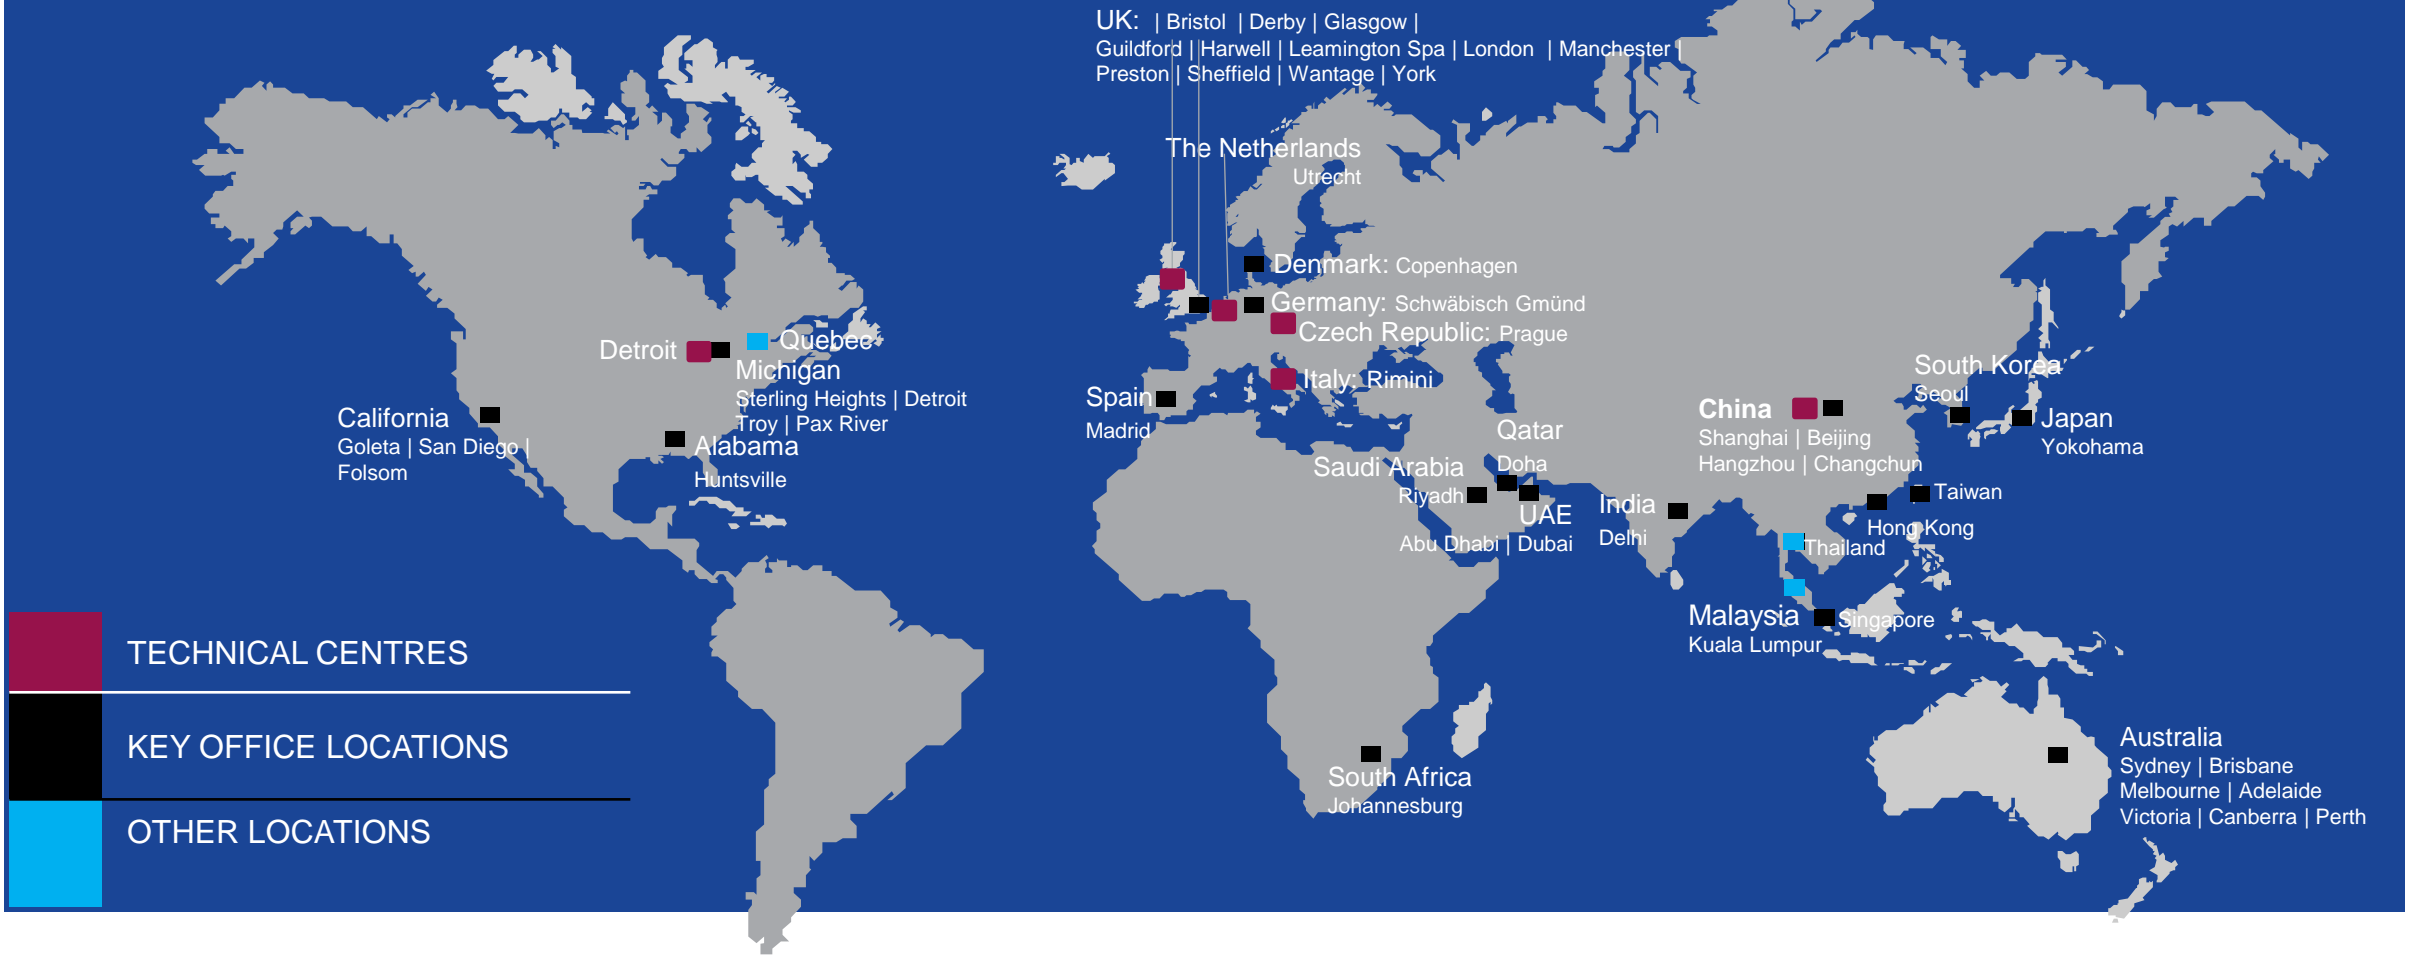 UK: | Bristol | Derby | Glasgow |
Guildford | Harwell | Leamington Spa | London | Manchester |
Preston | Sheffield | Wantage | York
The Netherlands
Utrecht
Denmark: Copenhagen
Germany: Schwäbisch Gmünd
Czech Republic: Prague
Italy: Rimini
Spain
Madrid
Detroit
Quebec
Michigan
Sterling Heights | Detroit
Troy | Pax River
California
Goleta | San Diego |
Folsom
Alabama
Huntsville
Qatar
Doha
Saudi Arabia
Riyadh
UAE
Abu Dhabi | Dubai
India
Delhi
China
Shanghai | Beijing
Hangzhou | Changchun
South Korea
Seoul
Japan
Yokohama
Taiwan
Hong Kong
Thailand
Malaysia
Kuala Lumpur
Singapore
South Africa
Johannesburg
Australia
Sydney | Brisbane
Melbourne | Adelaide
Victoria | Canberra | Perth
TECHNICAL CENTRES
KEY OFFICE LOCATIONS
OTHER LOCATIONS